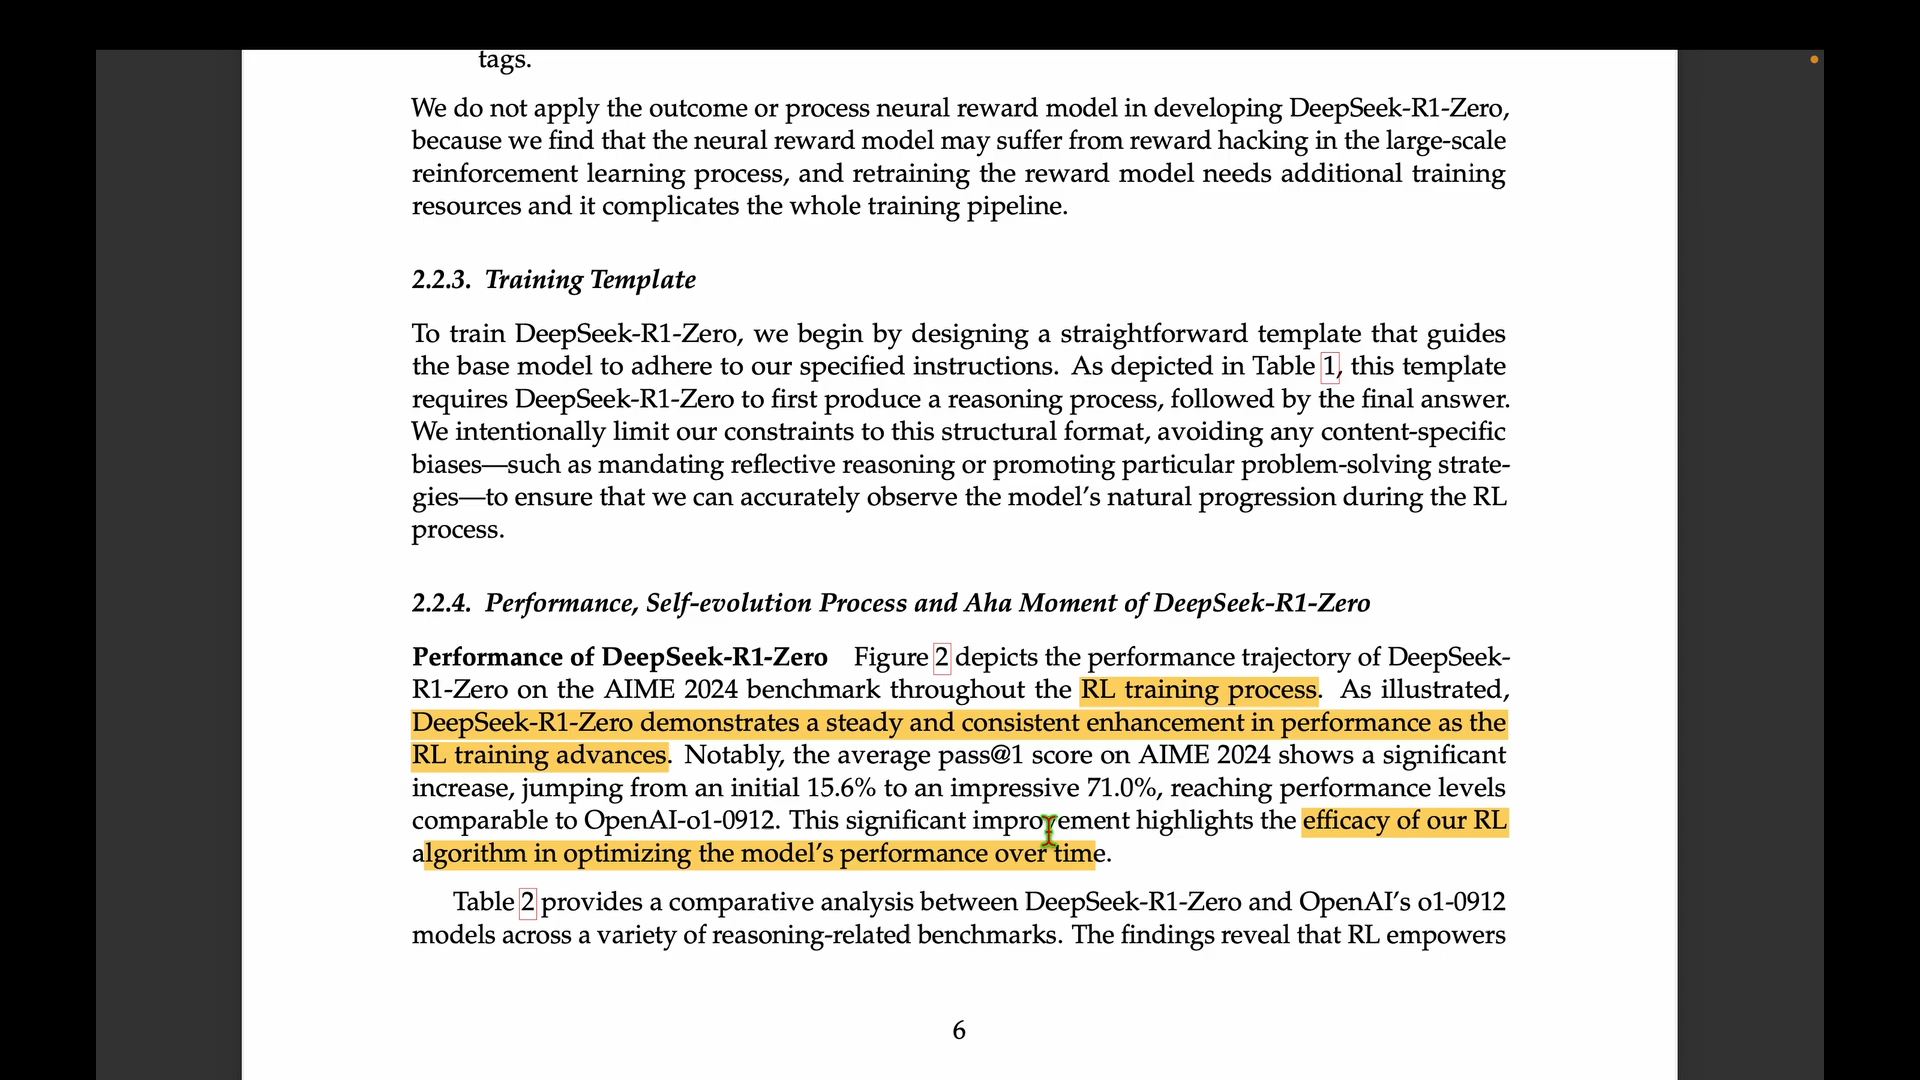 tags.
We do not apply the outcome or process neural reward model in developing DeepSeek-R1-Zero,
because we find that the neural reward model may suffer from reward hacking in the large-scale
reinforcement learning process, and retraining the reward model needs additional training
resources and it complicates the whole training pipeline.
2.2.3. Training Template
To train DeepSeek-R1-Zero, we begin by designing a straightforward template that guides
the base model to adhere to our specified instructions. As depicted in Table 1, this template
requires DeepSeek-R1-Zero to first produce a reasoning process, followed by the final answer.
We intentionally limit our constraints to this structural format, avoiding any content-specific
biases—such as mandating reflective reasoning or promoting particular problem-solving strate-
gies—to ensure that we can accurately observe the model's natural progression during the RL
process.
2.2.4. Performance, Self-evolution Process and Aha Moment of DeepSeek-R1-Zero
Performance of DeepSeek-R1-Zero Figure 2 depicts the performance trajectory of DeepSeek-
R1-Zero on the AIME 2024 benchmark throughout the RL training process. As illustrated,
DeepSeek-R1-Zero demonstrates a steady and consistent enhancement in performance as the
RL training advances. Notably, the average pass@1 score on AIME 2024 shows a significant
increase, jumping from an initial 15.6% to an impressive 71.0%, reaching performance levels
comparable to OpenAI-o1-0912. This significant improvement highlights the efficacy of our RL
algorithm in optimizing the model's performance over time.
Table 2 provides a comparative analysis between DeepSeek-R1-Zero and OpenAI's o1-0912
models across a variety of reasoning-related benchmarks. The findings reveal that RL empowers
6